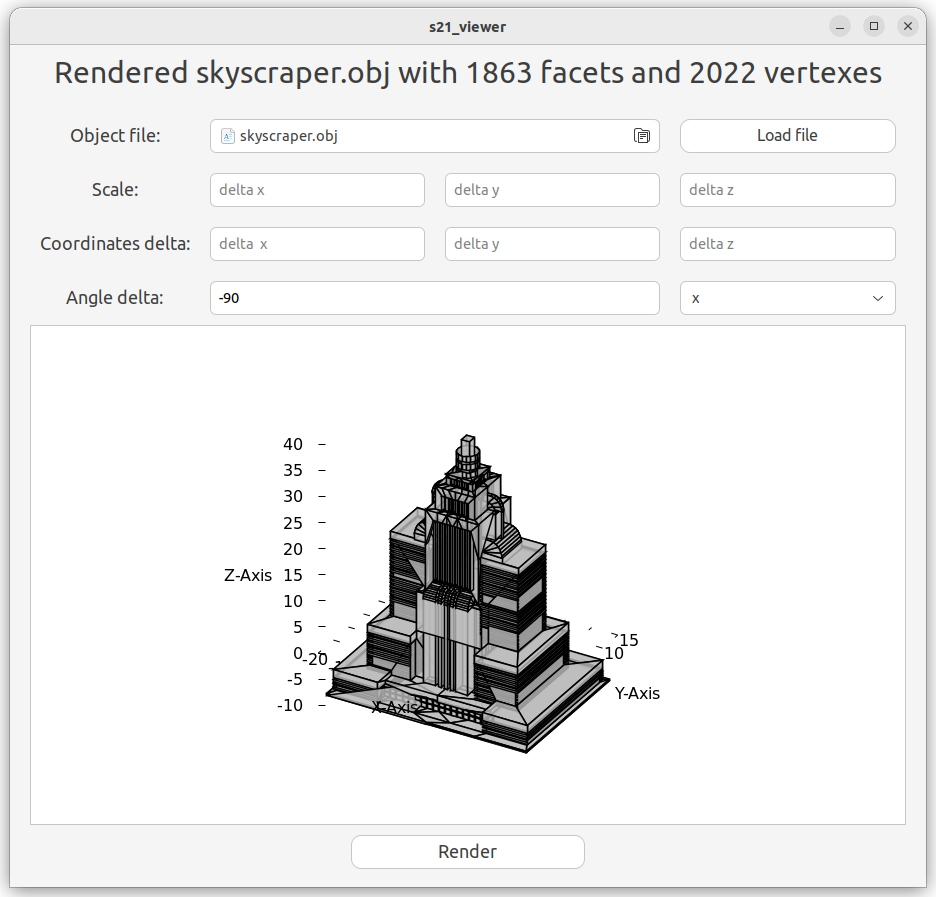 s21_viewer
Rendered skyscraper.obj with 1863 facets and 2022 vertexes
Object file: skyscraper.obj Load file
Scale: delta x delta y delta z
Coordinates delta: delta x delta y delta z
Angle delta: -90 x
40
35
30
25
20
Z-Axis 15
10
5
15
0 -20 10
-5
Y-Axis
-10 X-Axis
Render